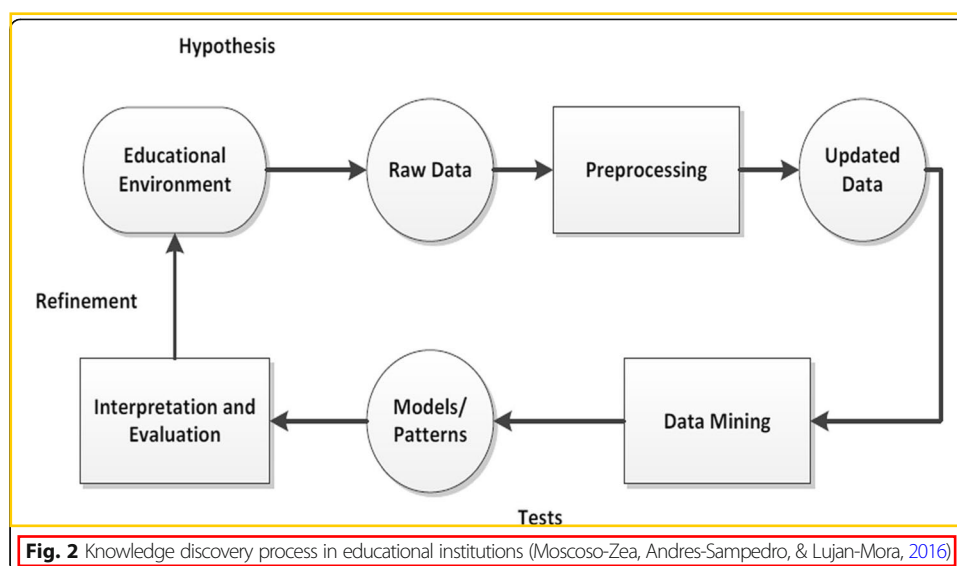 Hypothesis
Educational
Environment
Raw Data
Preprocessing
Updated
Data
Refinement
Interpretation and
Evaluation
Models/
Patterns
Data Mining
Tests
Fig. 2 Knowledge discovery process in educational institutions (Moscoso-Zea, Andres-Sampedro, & Lujan-Mora, 2016)